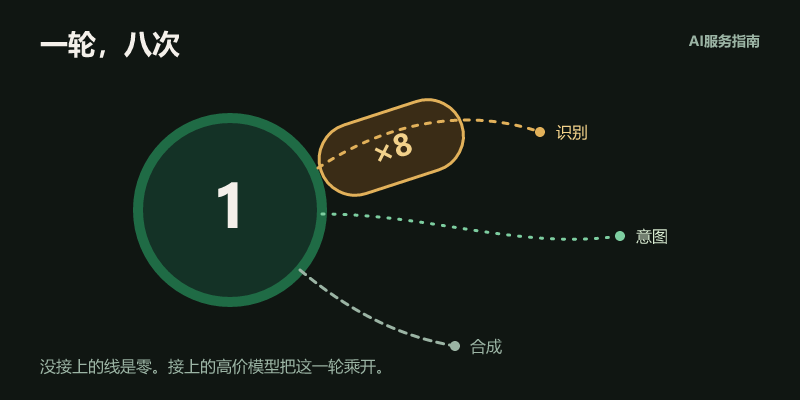 一轮，八次
AI服务指南
×8
识别
1
意图
合成
没接上的线是零。接上的高价模型把这一轮乘开。